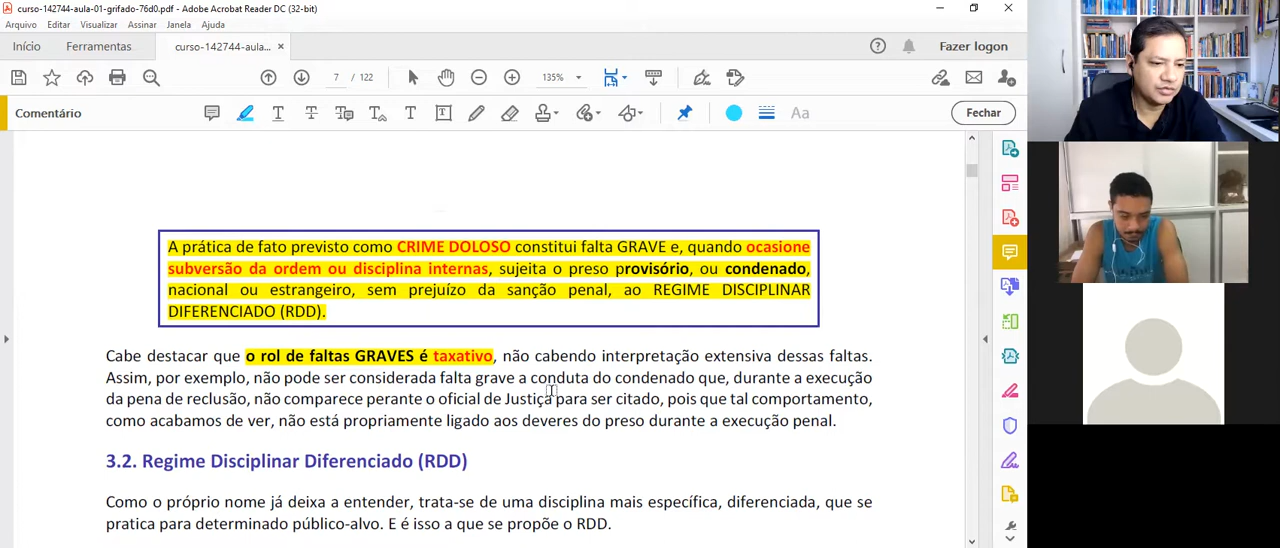 curso-142744-aula-01-grifado-76d0.pdf - Adobe Acrobat Reader DC (32-bit)
Arquivo Editar Visualizar Assinar Janela Ajuda
Início Ferramentas curso-142744-aula... × Fazer logon
7 / 122 135%
Comentário Aa Fechar
A prática de fato previsto como CRIME DOLOSO constitui falta GRAVE e, quando ocasione
subversão da ordem ou disciplina internas, sujeita o preso provisório, ou condenado,
nacional ou estrangeiro, sem prejuízo da sanção penal, ao REGIME DISCIPLINAR
DIFERENCIADO (RDD).
Cabe destacar que o rol de faltas GRAVES é taxativo, não cabendo interpretação extensiva dessas faltas.
Assim, por exemplo, não pode ser considerada falta grave a conduta do condenado que, durante a execução
da pena de reclusão, não comparece perante o oficial de Justiça para ser citado, pois que tal comportamento,
como acabamos de ver, não está propriamente ligado aos deveres do preso durante a execução penal.
3.2. Regime Disciplinar Diferenciado (RDD)
Como o próprio nome já deixa a entender, trata-se de uma disciplina mais específica, diferenciada, que se
pratica para determinado público-alvo. E é isso a que se propõe o RDD.